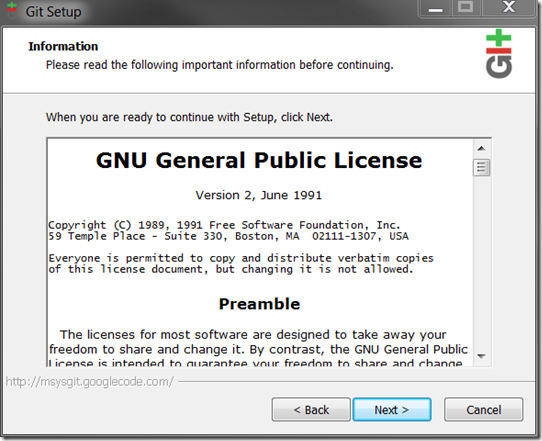 Git Setup
Information
Please read the following important information before continuing.
GIT
When you are ready to continue with Setup, click Next.
GNU General Public License
Version 2, June 1991
Copyright (C) 1989, 1991 Free Software Foundation, Inc.
59 Temple Place - Suite 330, Boston, MA  02111-1307, USA
Everyone is permitted to copy and distribute verbatim copies
of this license document, but changing it is not allowed.
Preamble
The licenses for most software are designed to take away your
freedom to share and change it. By contrast, the GNU General Public
License is intended to guarantee your freedom to share and change
http://msysgit.googlecode.com/
< Back
Next >
Cancel